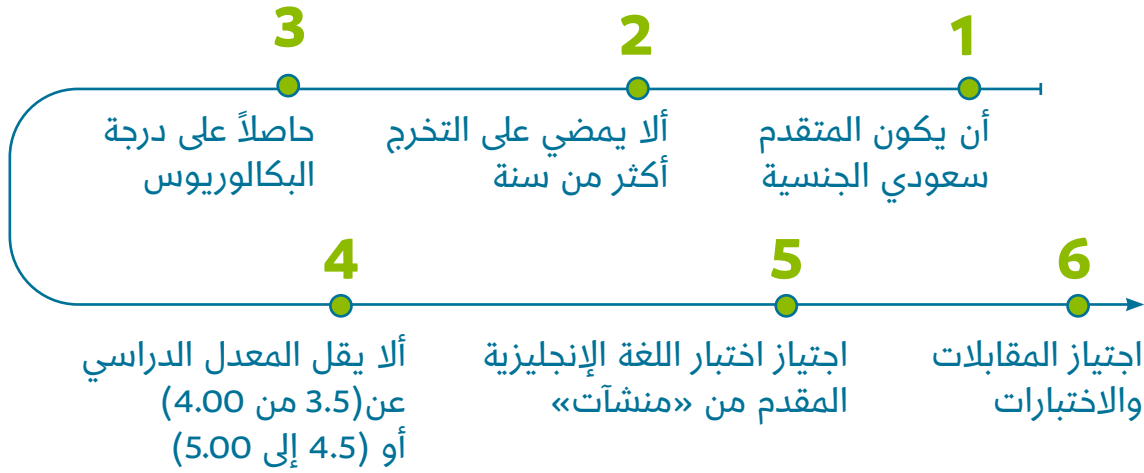 1
أن يكون المتقدم
سعودي الجنسية
2
ألا يمضي على التخرج
أكثر من سنة
3
حاصلاً على درجة
البكالوريوس
4
ألا يقل المعدل الدراسي
عن(3.5 من 4.00)
أو (4.5 إلى 5.00)
5
اجتياز اختبار اللغة الإنجليزية
المقدم من «منشآت»
6
اجتياز المقابلات
والاختبارات